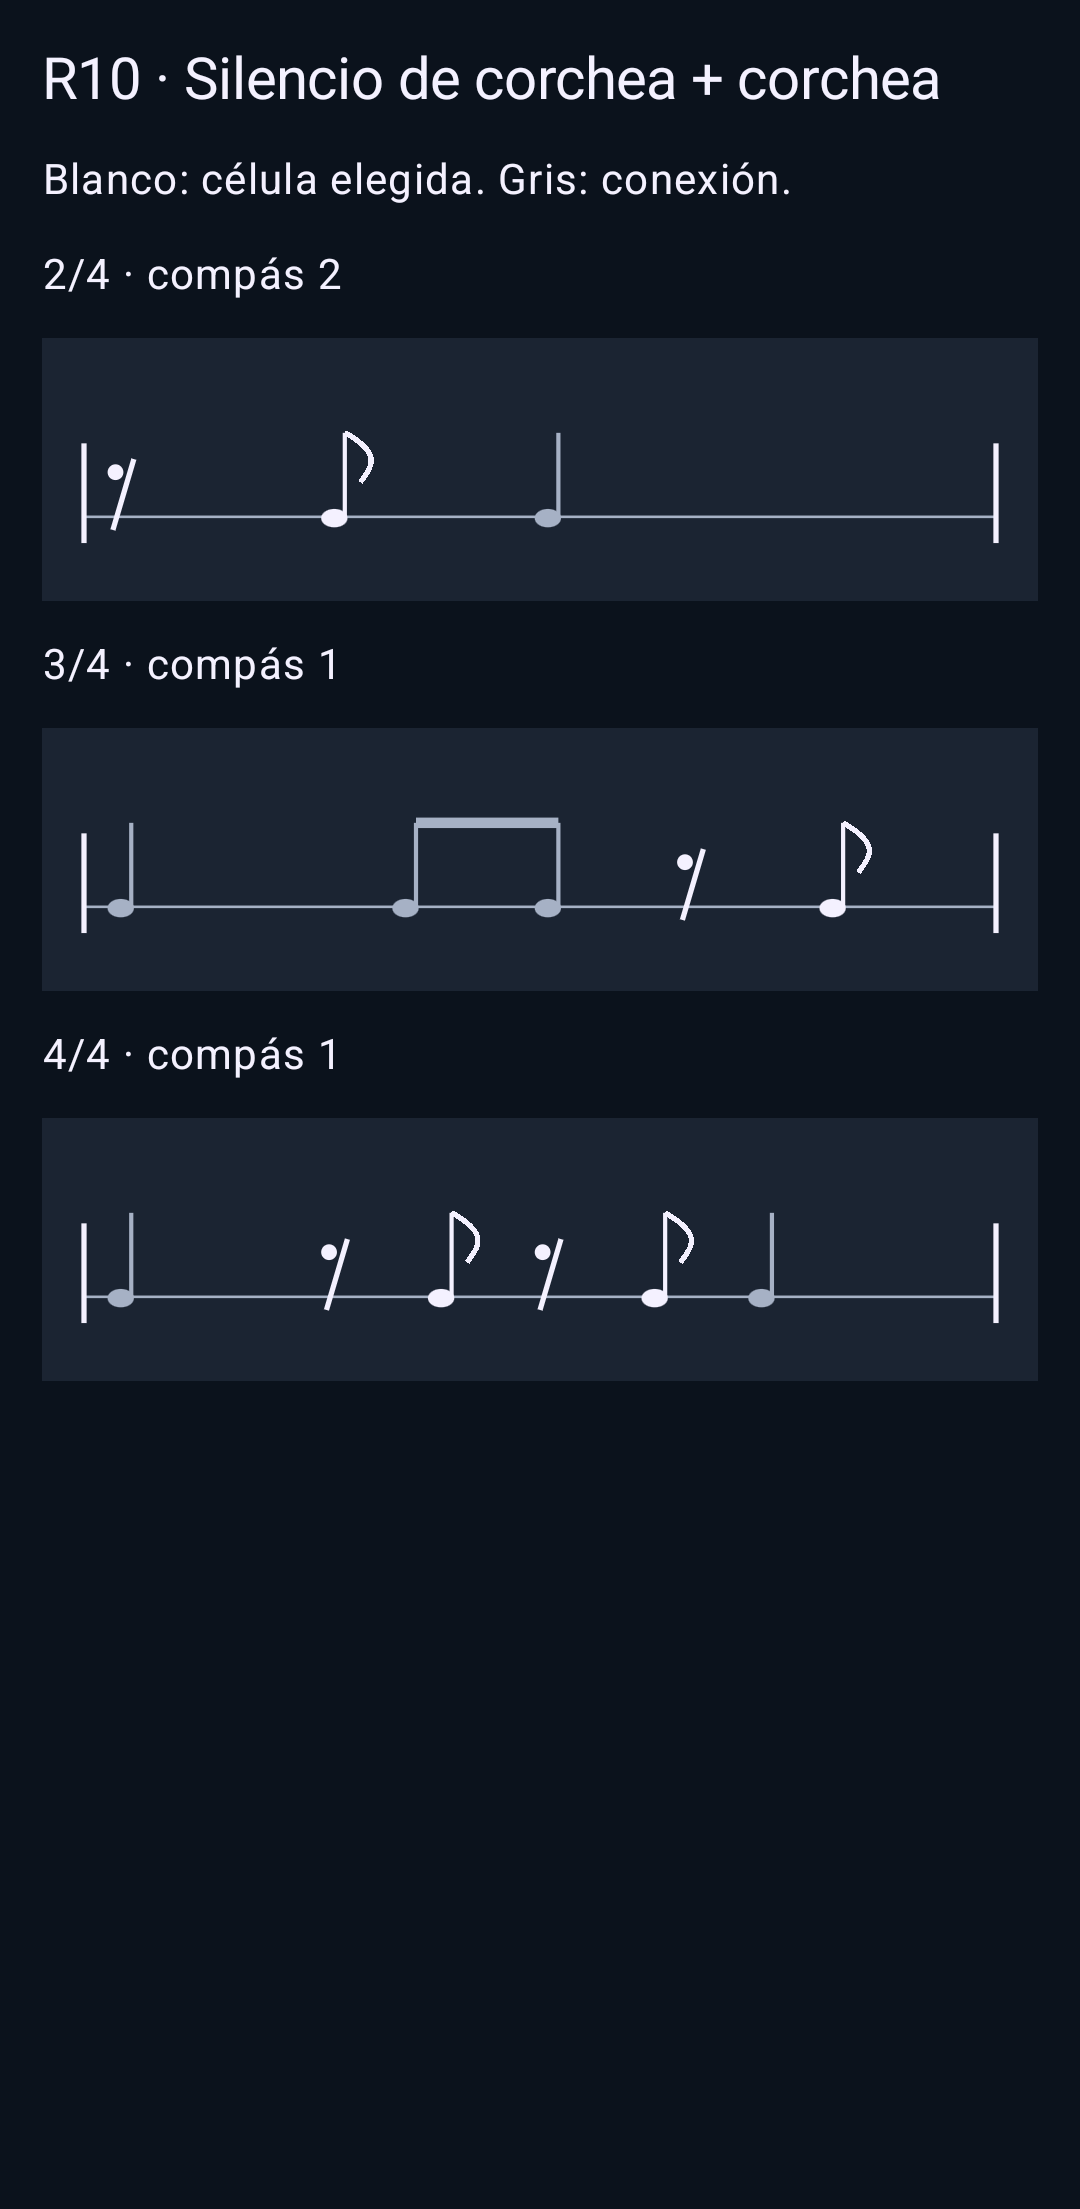 R10 · Silencio de corchea + corchea
Blanco: célula elegida. Gris: conexión.
2/4 · compás 2
3/4 · compás 1
4/4 · compás 1